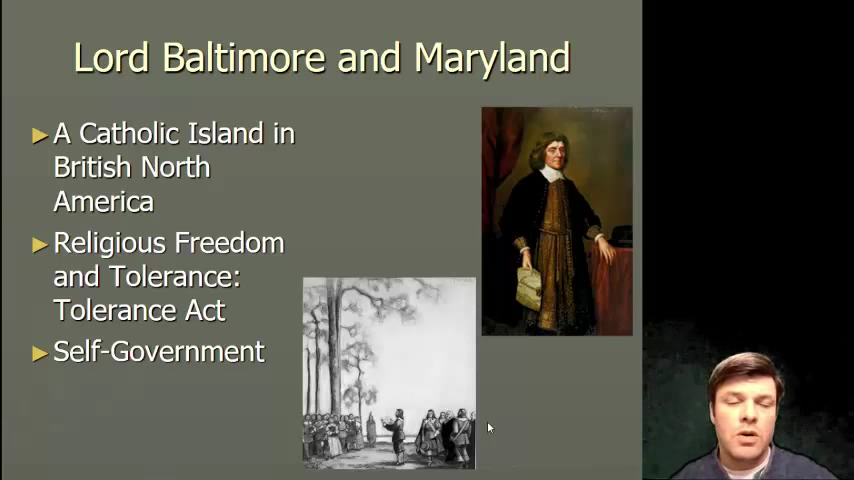 Lord Baltimore and Maryland
A Catholic Island in
British North
America
Religious Freedom
and Tolerance:
Tolerance Act
Self-Government